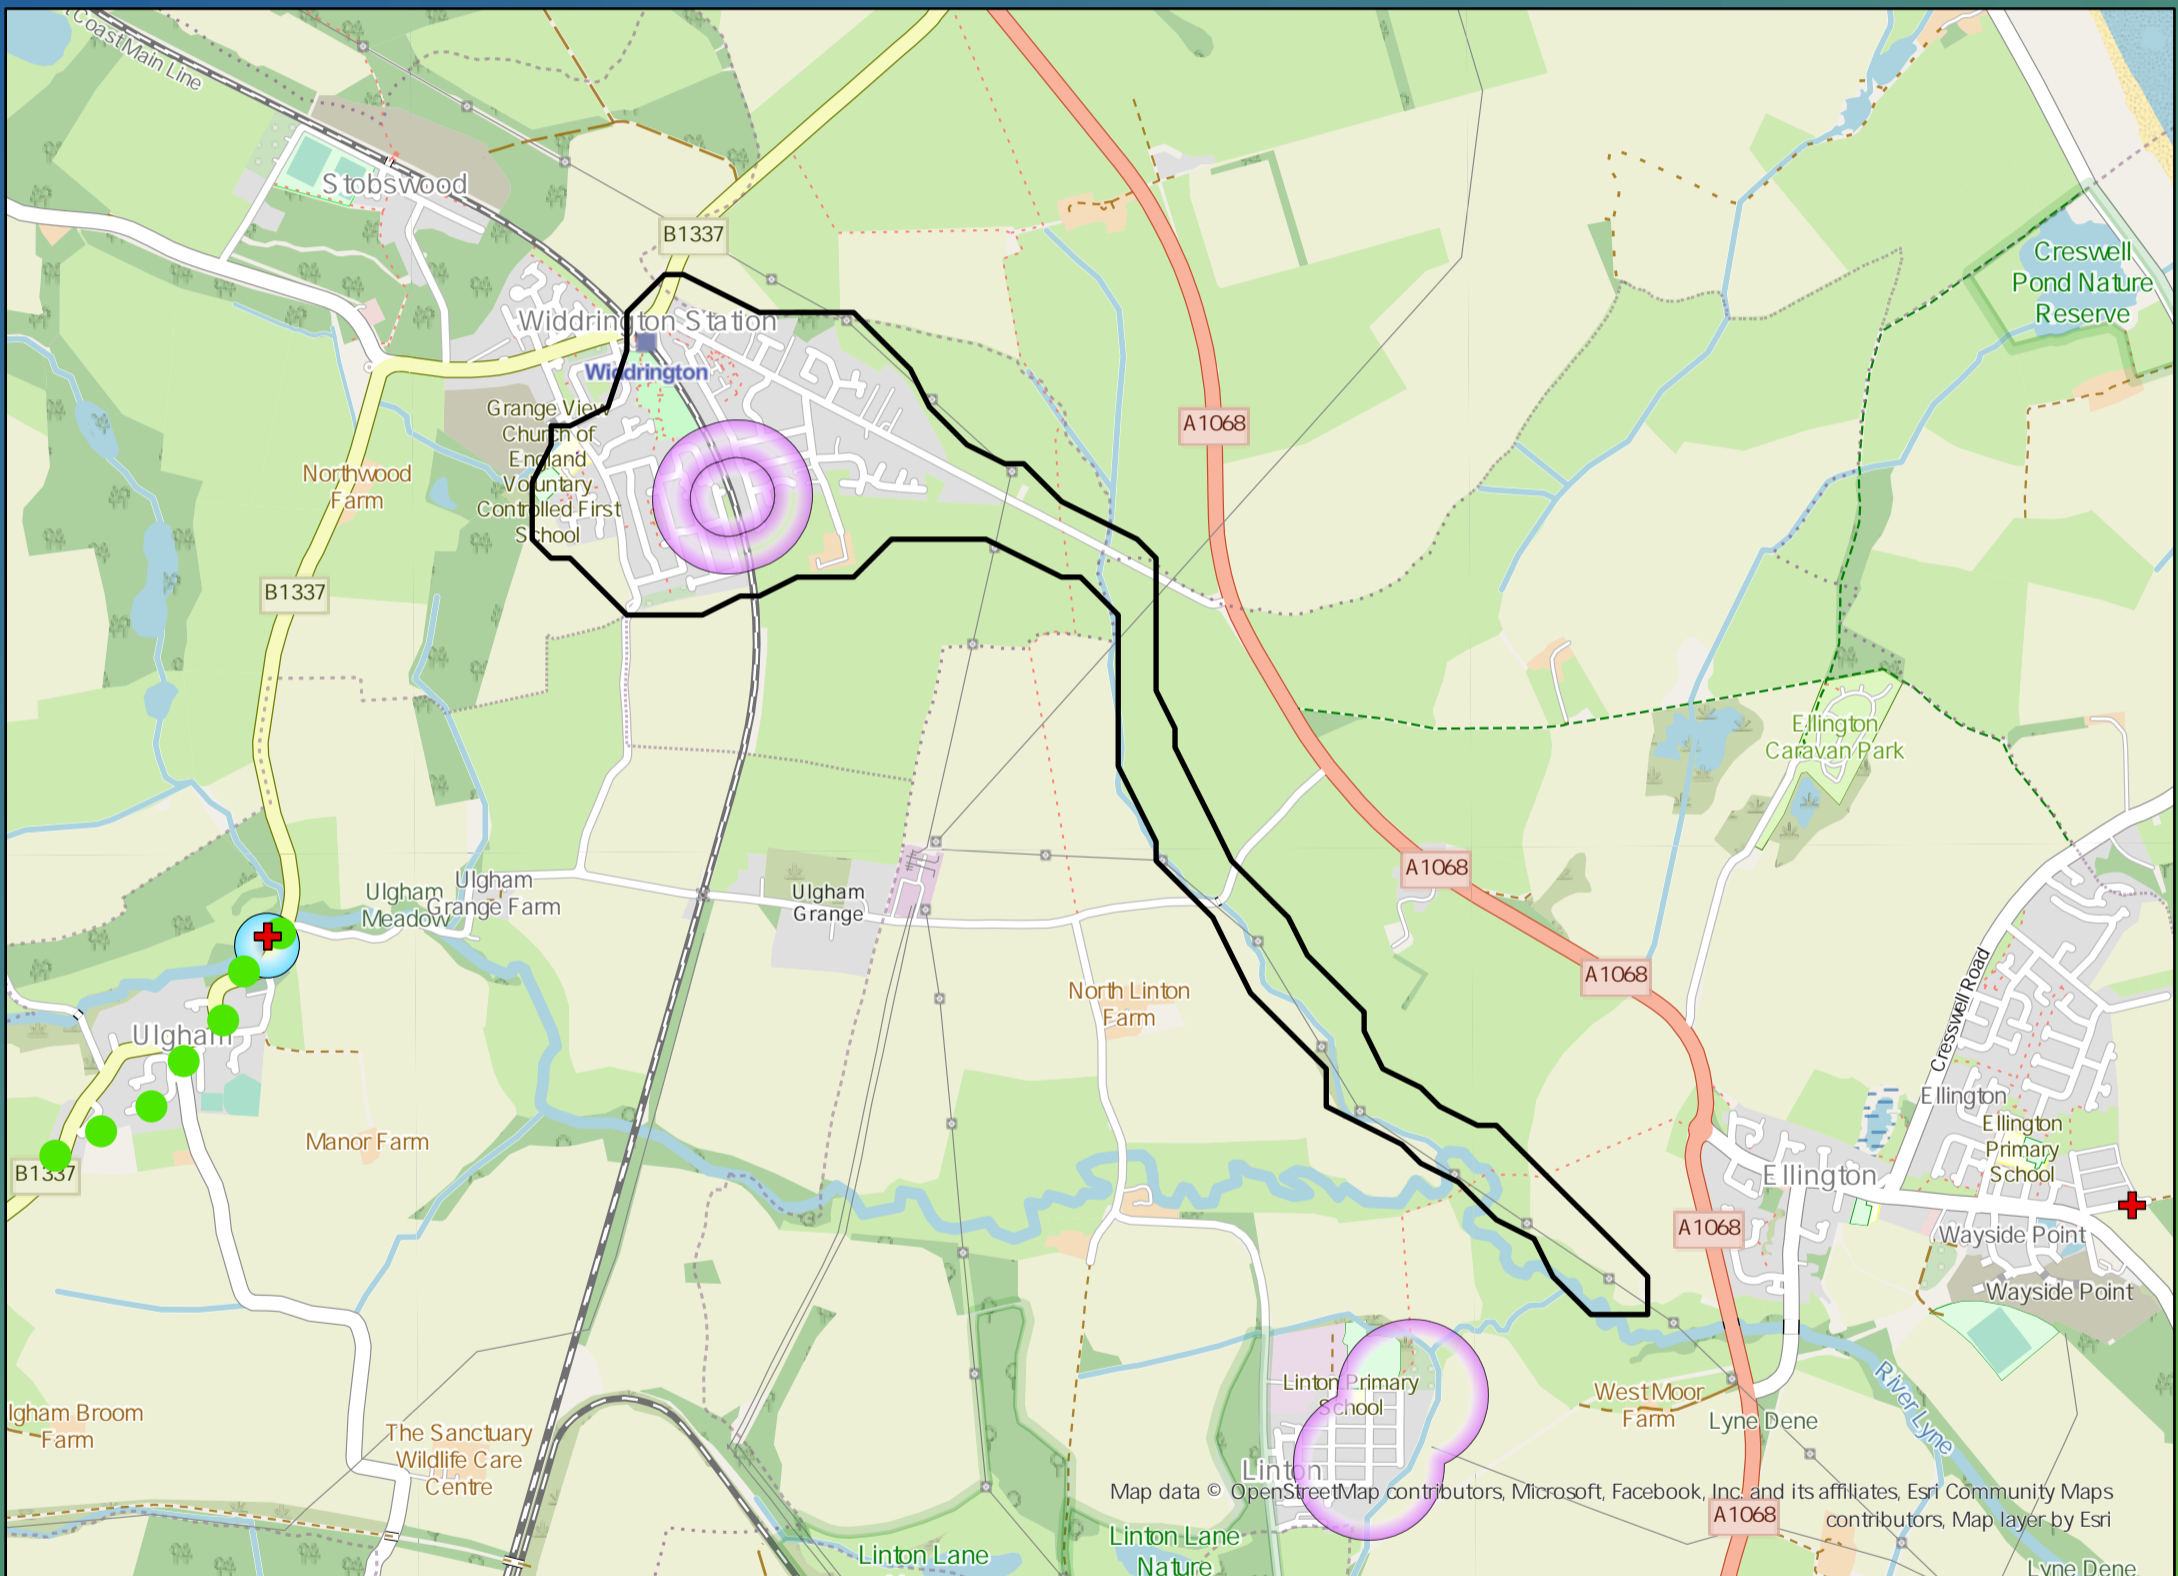 Coast Main Line
Stobswood
B1337
Creswell
Pond Nature
Reserve
Widdrington Station
Widdrington
Grange View
Church of
England
Voluntary
Controlled First
School
A1068
Northwood
Farm
B1337
Ellington
Caravan Park
A1068
Ulgham
Meadow
Ulgham
Grange Farm
Ulgham
Grange
A1068
North Linton
Farm
Cresswell Road
Ulgham
Ellington
Ellington
Primary
School
Manor Farm
B1337
Ellington
A1068
Wayside Point
Wayside Point
Linton Primary
School
West Moor
Farm
Lyne Dene
River Lyne
lgham Broom
Farm
The Sanctuary
Wildlife Care
Centre
Linton
Map data © OpenStreetMap contributors, Microsoft, Facebook, Inc. and its affiliates, Esri Community Maps
contributors, Map layer by Esri
A1068
Linton Lane
Linton Lane
Nature
Lyne Dene